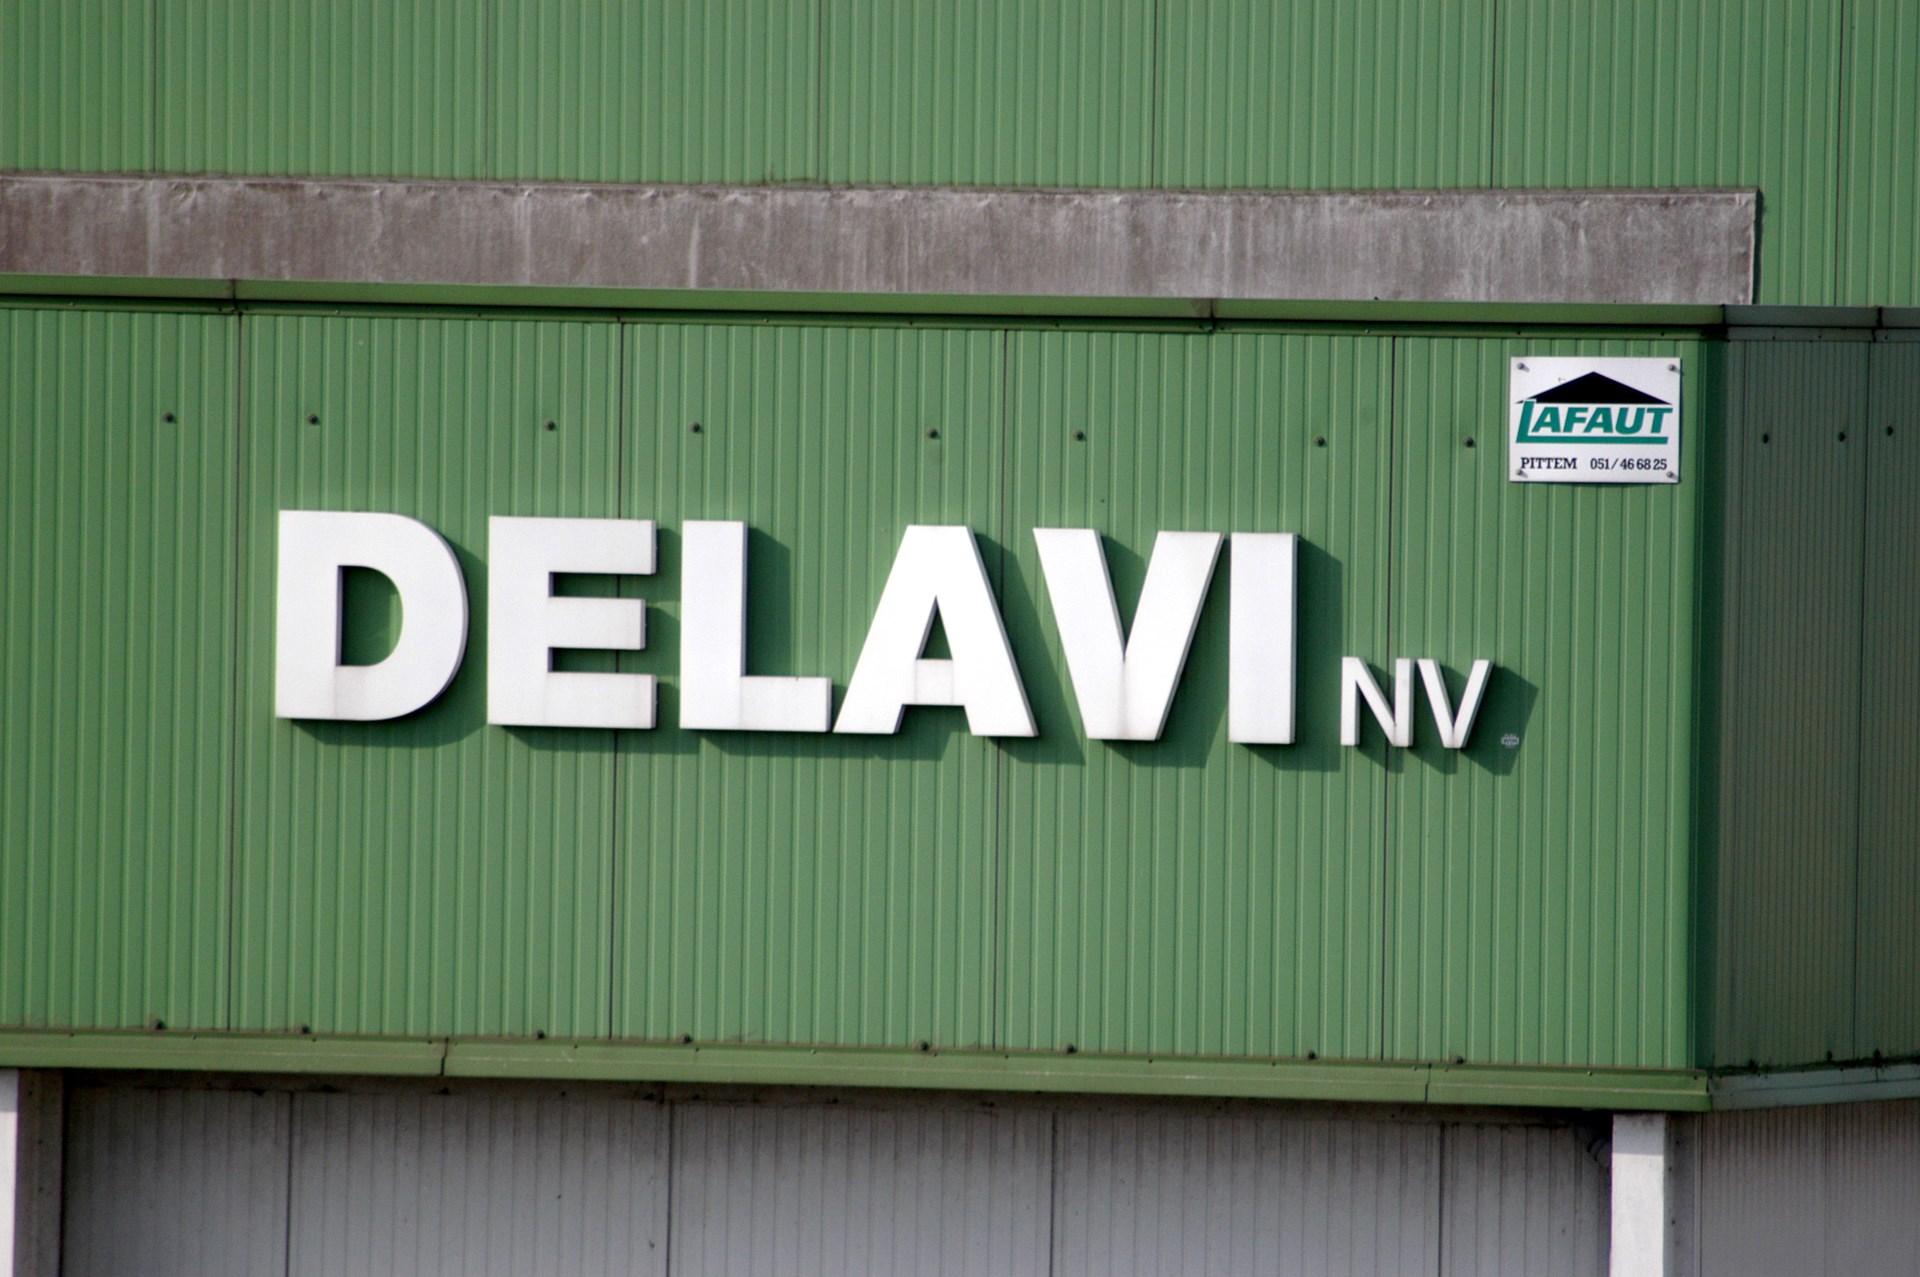 LAFAUT
PITTEM 051/46 68 25
DELAVI NV